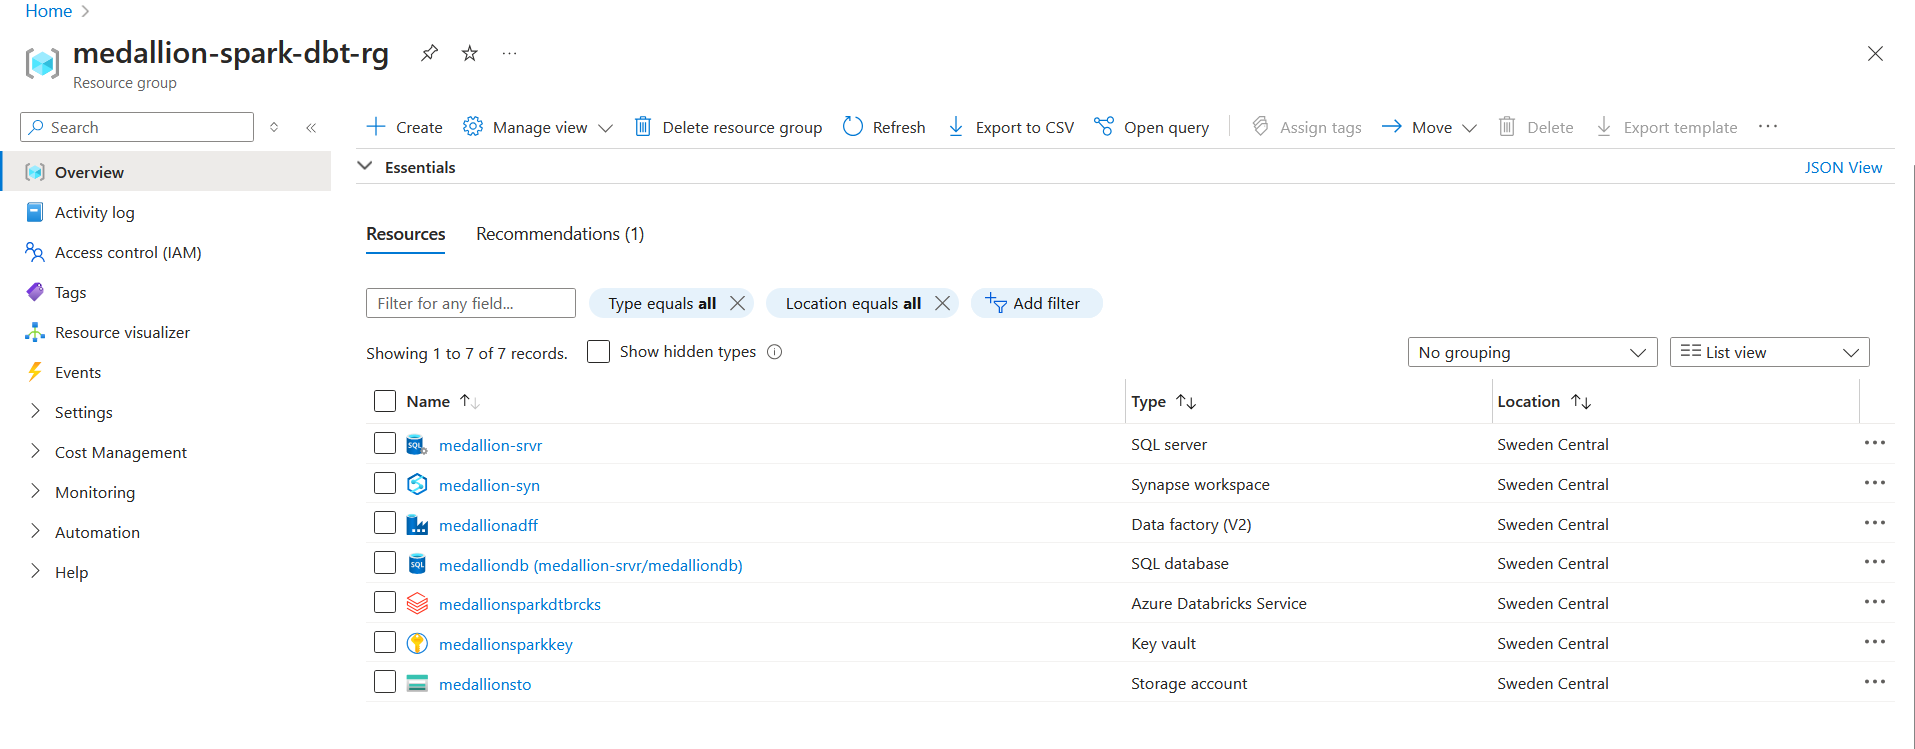 Home
medallion-spark-dbt-rg
Resource group
Search
Create Manage view Delete resource group Refresh Export to CSV Open query Assign tags Move Delete Export template
Overview
Activity log
Access control (IAM)
Tags
Resource visualizer
Events
Settings
Cost Management
Monitoring
Automation
Help
Essentials JSON View
Resources Recommendations (1)
Filter for any field... Type equals all Location equals all Add filter
Showing 1 to 7 of 7 records. Show hidden types No grouping List view
Name Type Location
medallion-srvr SQL server Sweden Central
medallion-syn Synapse workspace Sweden Central
medallionadff Data factory (V2) Sweden Central
medalliondb (medallion-srvr/medalliondb) SQL database Sweden Central
medallionsparkdtbrcks Azure Databricks Service Sweden Central
medallionsparkkey Key vault Sweden Central
medallionsto Storage account Sweden Central